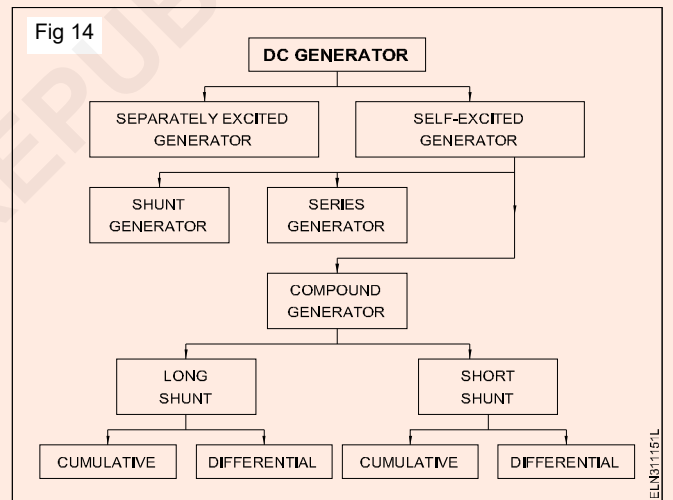 Fig 14
DC GENERATOR
SEPARATELY EXCITED
GENERATOR
SELF-EXCITED
GENERATOR
SHUNT
GENERATOR
SERIES
GENERATOR
COMPOUND
GENERATOR
LONG
SHUNT
SHORT
SHUNT
CUMULATIVE
DIFFERENTIAL
CUMULATIVE
DIFFERENTIAL
ELN311151L
REPUB